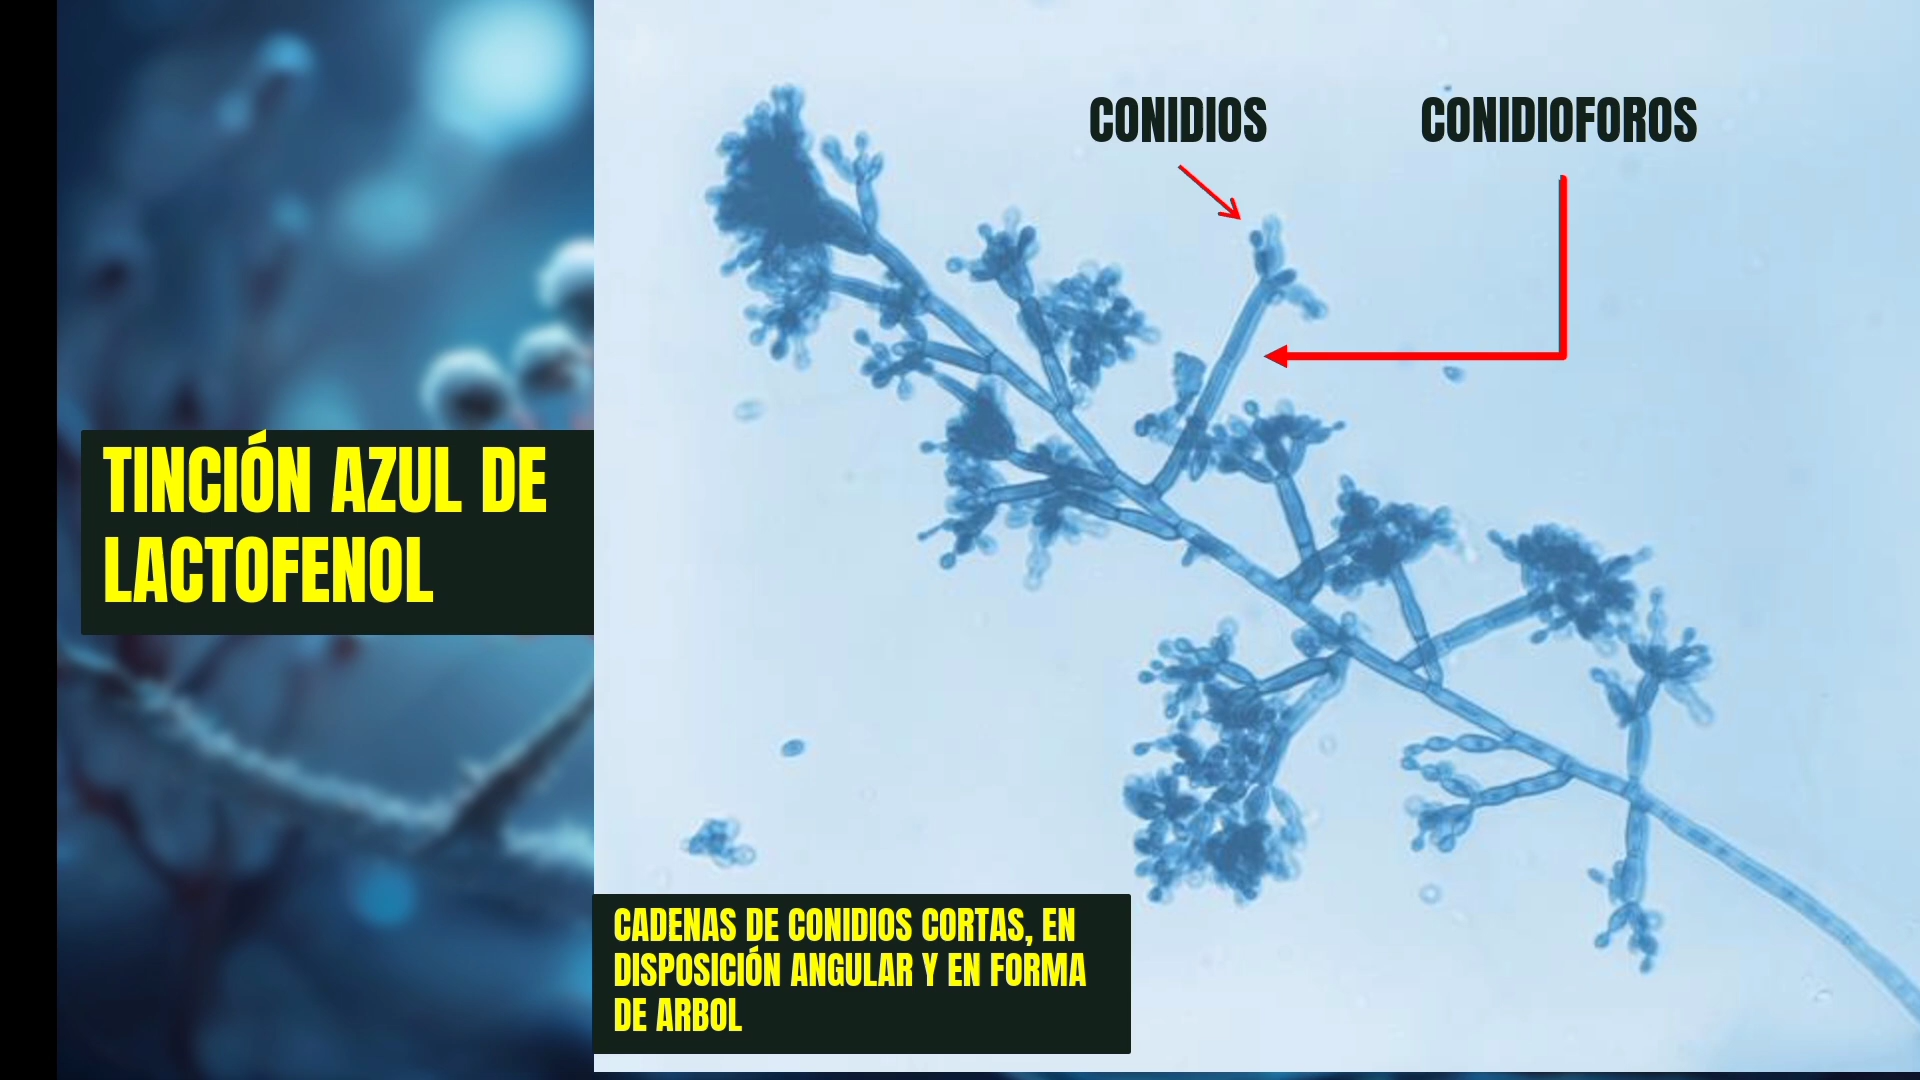 CONIDIOS
CONIDIOFOROS
TINCIÓN AZUL DE
LACTOFENOL
CADENAS DE CONIDIOS CORTAS, EN
DISPOSICIÓN ANGULAR Y EN FORMA
DE ARBOL